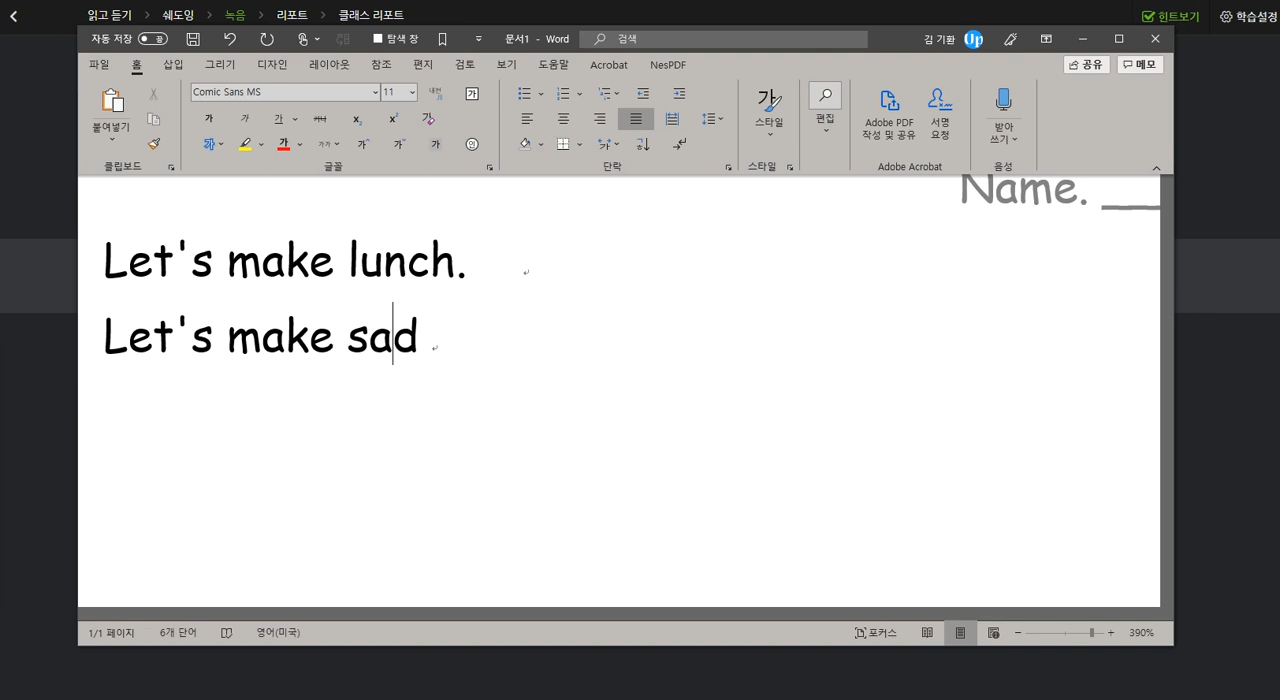 읽고 듣기 > 쉐도잉 > 녹음 > 리포트 > 클래스 리포트 힌트보기 학습설정
자동 저장 끔 탐색 창 문서1 - Word 검색 김 기환 Up
파일 홈 삽입 그리기 디자인 레이아웃 참조 편지 검토 보기 도움말 Acrobat NesPDF 공유 메모
Comic Sans MS 11
붙여넣기 스타일 편집 Adobe PDF 작성 및 공유 서명 요청 받아쓰기
클립보드 글꼴 단락 스타일 Adobe Acrobat 음성
Name. ___
Let's make lunch.
Let's make sad
1/1 페이지 6개 단어 영어(미국) 포커스 390%